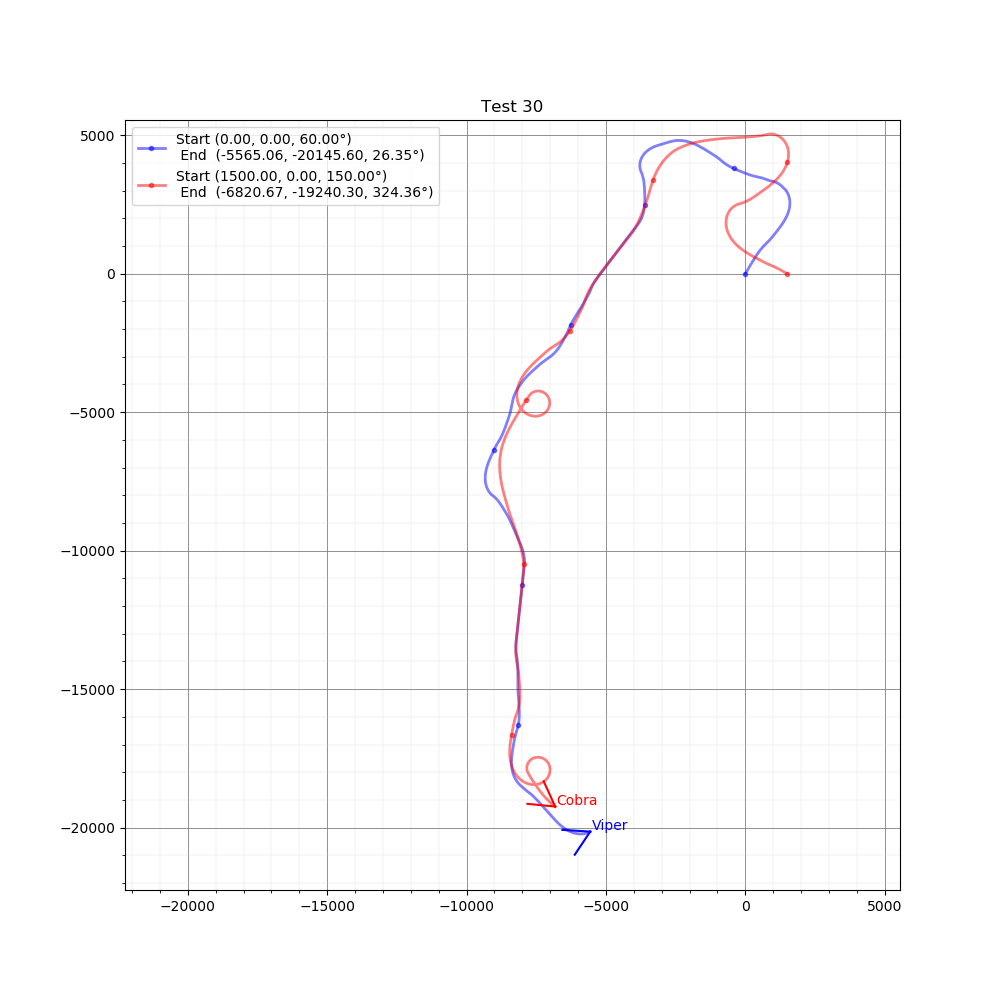 Test 30
Start (0.00, 0.00, 60.00°)
End (-5565.06, -20145.60, 26.35°)
Start (1500.00, 0.00, 150.00°)
End (-6820.67, -19240.30, 324.36°)
5000
0
−5000
−10000
−15000
−20000
Cobra
Viper
−20000 −15000 −10000 −5000 0 5000